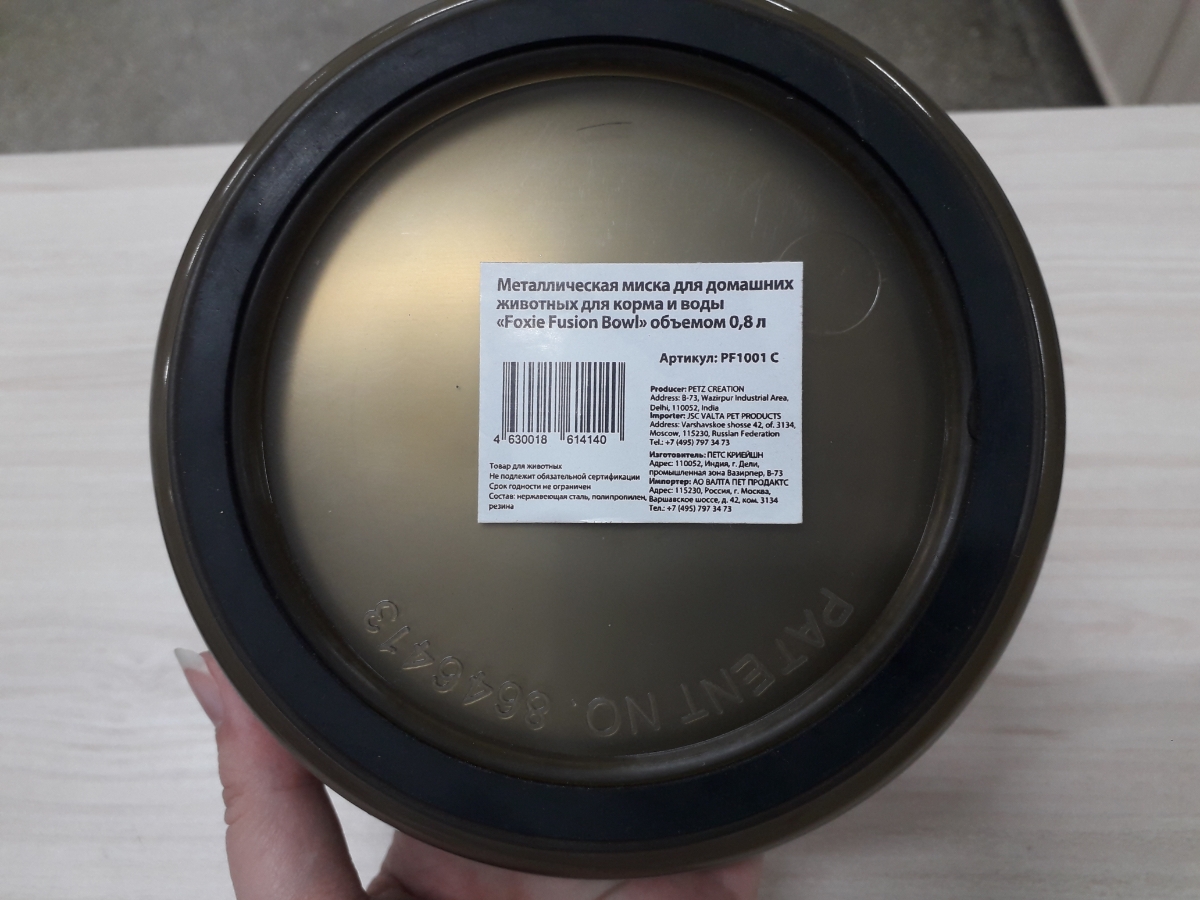 Металлическая миска для домашних
животных для корма и воды
«Foxie Fusion Bowl» объемом 0,8 л
Артикул: PF1001 C
4 630018 614140
Товар для животных
Не подлежит обязательной сертификации
Срок годности не ограничен
Состав: нержавеющая сталь, полипропилен,
резина
Producer: PETZ CREATION
Address: B-73, Wazirpur Industrial Area,
Delhi, 110052, India
Importer: JSC VALTA PET PRODUCTS
Address: Varshavskoe shosse 42, of. 3134,
Moscow, 115230, Russian Federation
Tel.: +7 (495) 797 34 73
Изготовитель: ПЕТС КРИЕЙШН
Адрес: 110052, Индия, г. Дели,
промышленная зона Вазирпер, В-73
Импортер: АО ВАЛТА ПЕТ ПРОДАКТС
Адрес: 115230, Россия, г. Москва,
Варшавское шоссе, д. 42, ком. 3134
Тел.: +7 (495) 797 34 73
PATENT NO. 8646413